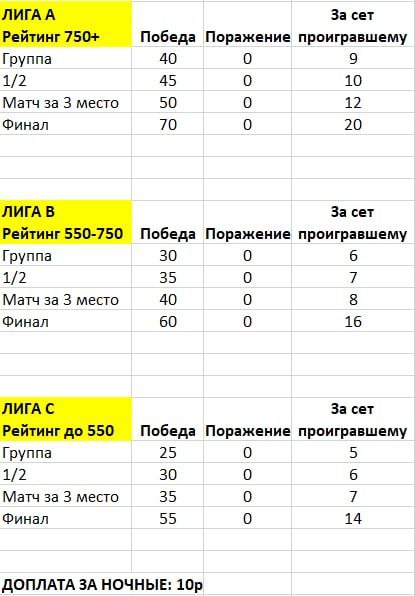 ЛИГА А За сет
Рейтинг 750+ Победа Поражение проигравшему
Группа 40 0 9
1/2 45 0 10
Матч за 3 место 50 0 12
Финал 70 0 20
ЛИГА В За сет
Рейтинг 550-750 Победа Поражение проигравшему
Группа 30 0 6
1/2 35 0 7
Матч за 3 место 40 0 8
Финал 60 0 16
ЛИГА С За сет
Рейтинг до 550 Победа Поражение проигравшему
Группа 25 0 5
1/2 30 0 6
Матч за 3 место 35 0 7
Финал 55 0 14
ДОПЛАТА ЗА НОЧНЫЕ: 10р